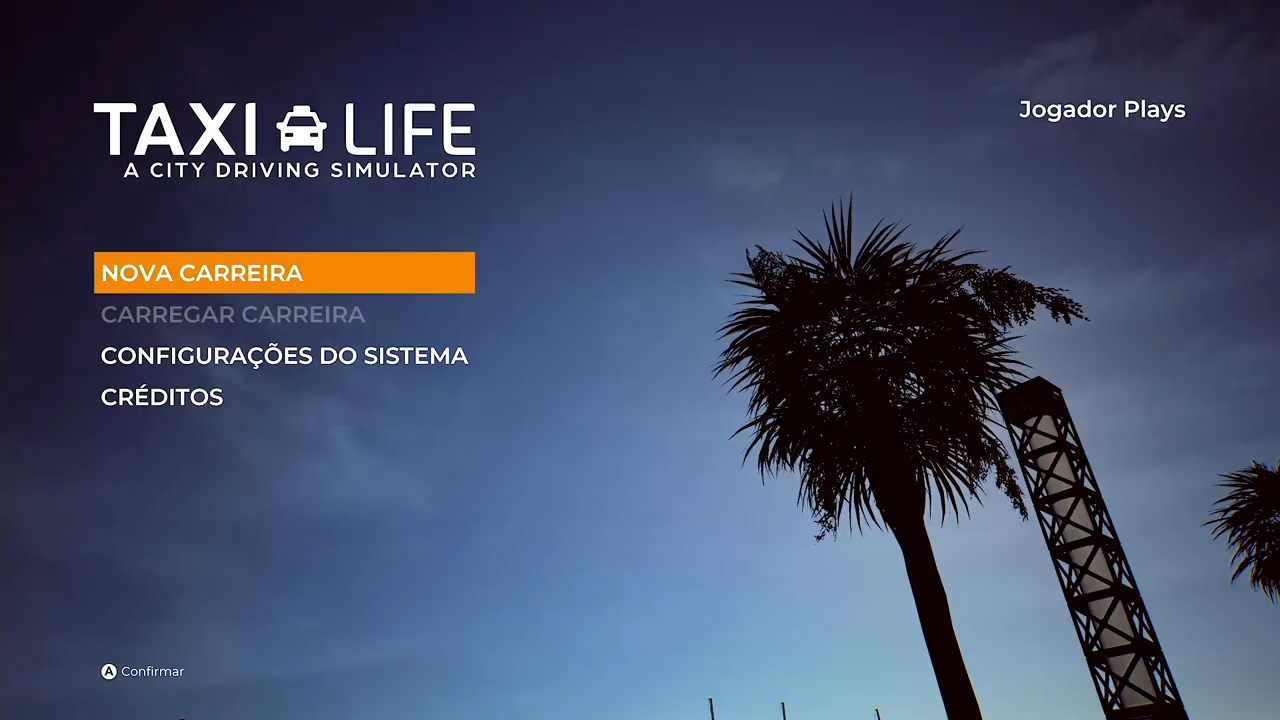 TAXI LIFE
A CITY DRIVING SIMULATOR
Jogador Plays
NOVA CARREIRA
CARREGAR CARREIRA
CONFIGURAÇÕES DO SISTEMA
CRÉDITOS
A Confirmar